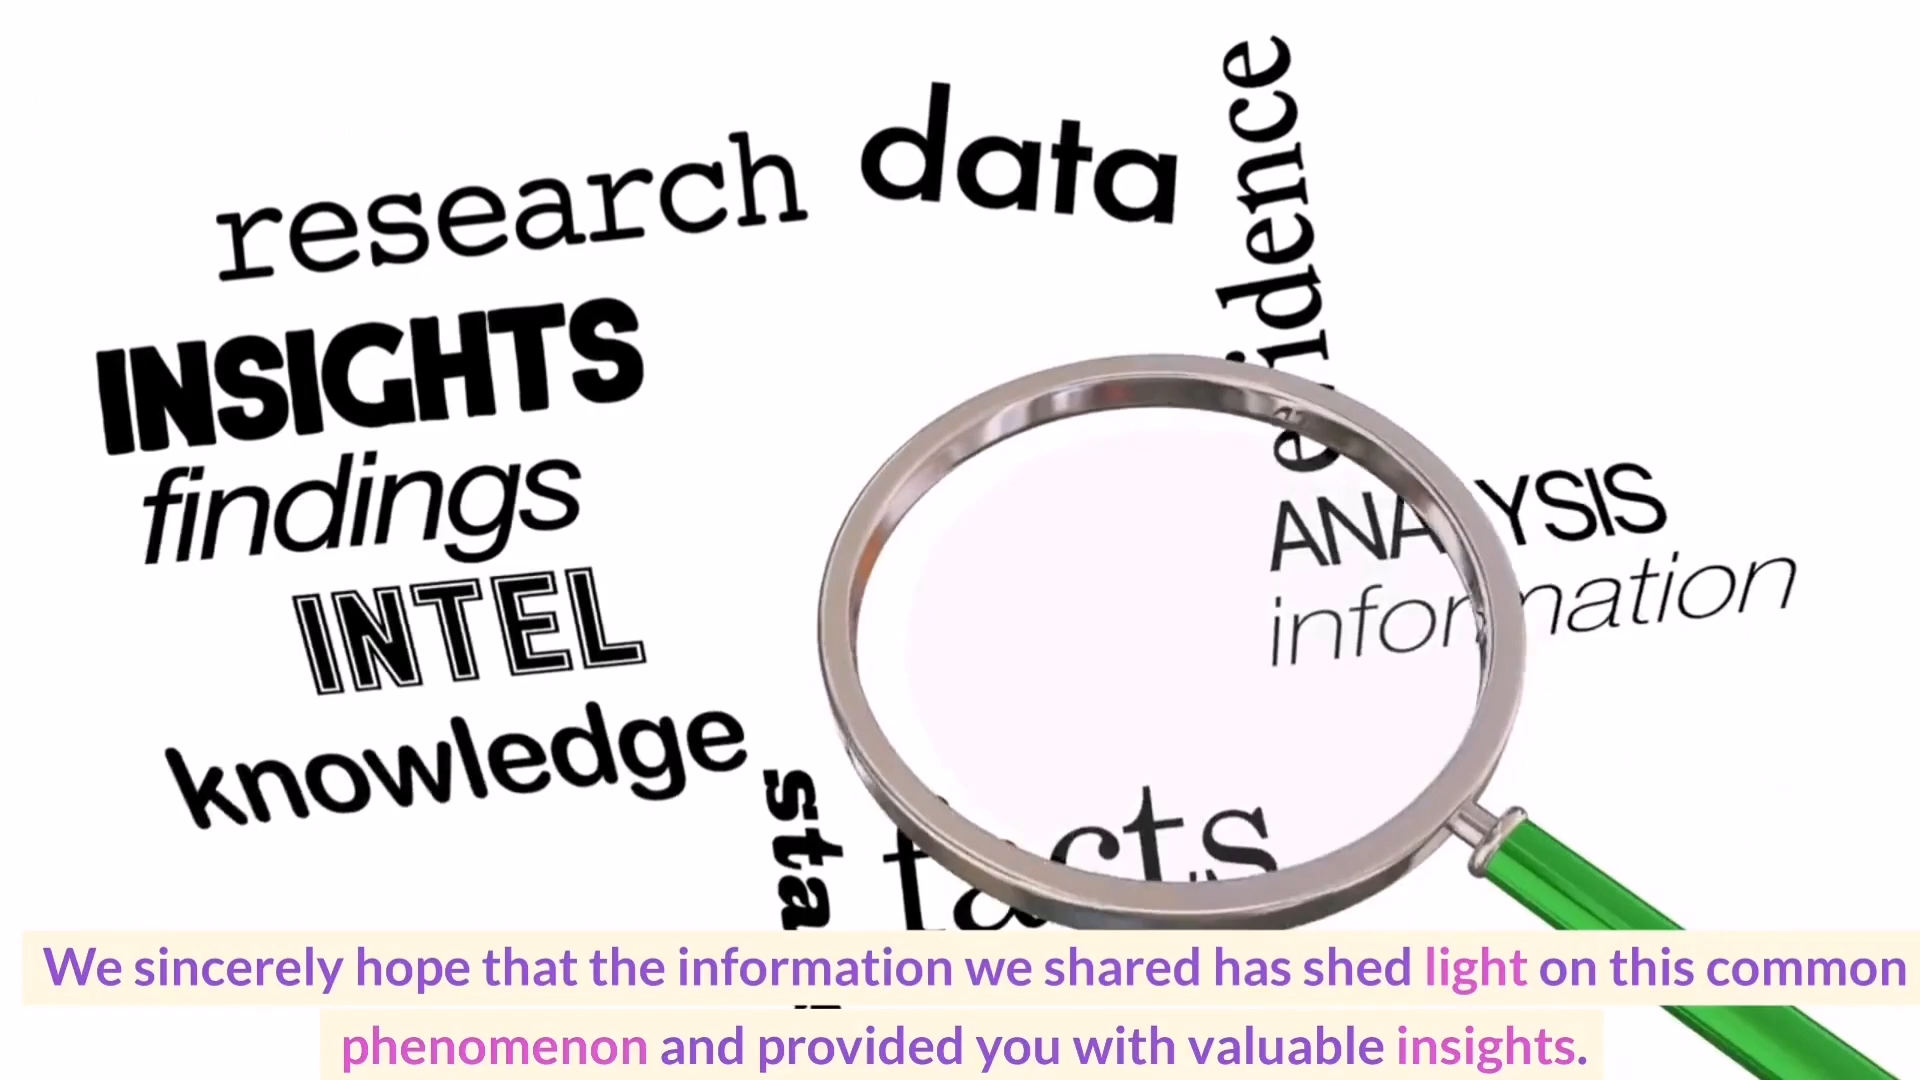 research
data
evidence
INSIGHTS
findings
INTEL
knowledge
ANALYSIS
information
facts
We sincerely hope that the information we shared has shed light on this common
phenomenon and provided you with valuable insights.